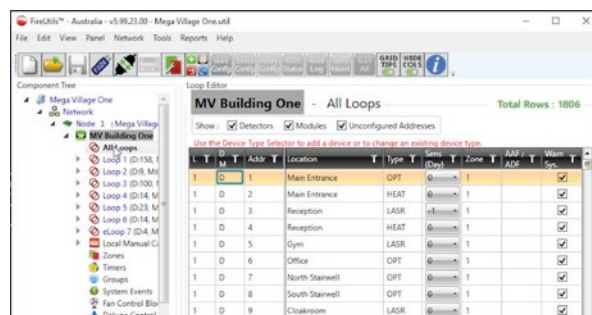 FireUtils™ - Australia - v5.99.23.00 - Mega Village One.util
File Edit View Panel Network Tools Reports Help
GRID TIPS WIDE COLS
Component Tree
Mega Village One
Network
Node 1 : Mega Villag
MV Building One
All Loops
Loop 1 (D:158, I
Loop 2 (D:9, M:
Loop 3 (D:100,
Loop 4 (D:14, M
Loop 5 (D:23, M
Loop 6 (D:14, M
eLoop 7 (D:4, M
Local Manual C
Zones
Timers
Groups
System Events
Fan Control Blo
Loop Editor
MV Building One - All Loops Total Rows : 1806
Show : Detectors Modules Unconfigured Addresses
Use the Device Type Selector to add a device or to change an existing device type.
L D M Addr Location Type Sens (Day) Zone AAF / ADF Warn Sys.
1 D 1 Main Entrance OPT 0 1
1 D 2 Main Entrance HEAT 0 1
1 D 3 Reception LASR -1 1
1 D 4 Reception HEAT 0 1
1 D 5 Gym LASR 0 1
1 D 6 Office OPT 0 1
1 D 7 North Stairwell OPT 0 1
1 D 8 South Stairwell OPT 0 1
1 D 9 Cloakroom LASR 0 1